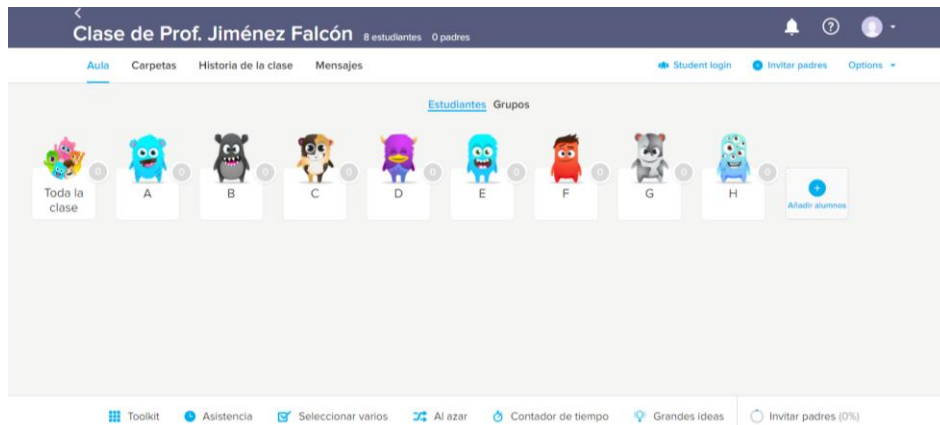 Clase de Prof. Jiménez Falcón 8 estudiantes 0 padres
Aula Carpetas Historia de la clase Mensajes Student login Invitar padres Options
Estudiantes Grupos
0 0 0 0 0 0 0 0 0
Toda la clase
A B C D E F G H
Añadir alumnos
Toolkit Asistencia Seleccionar varios Al azar Contador de tiempo Grandes ideas Invitar padres (0%)